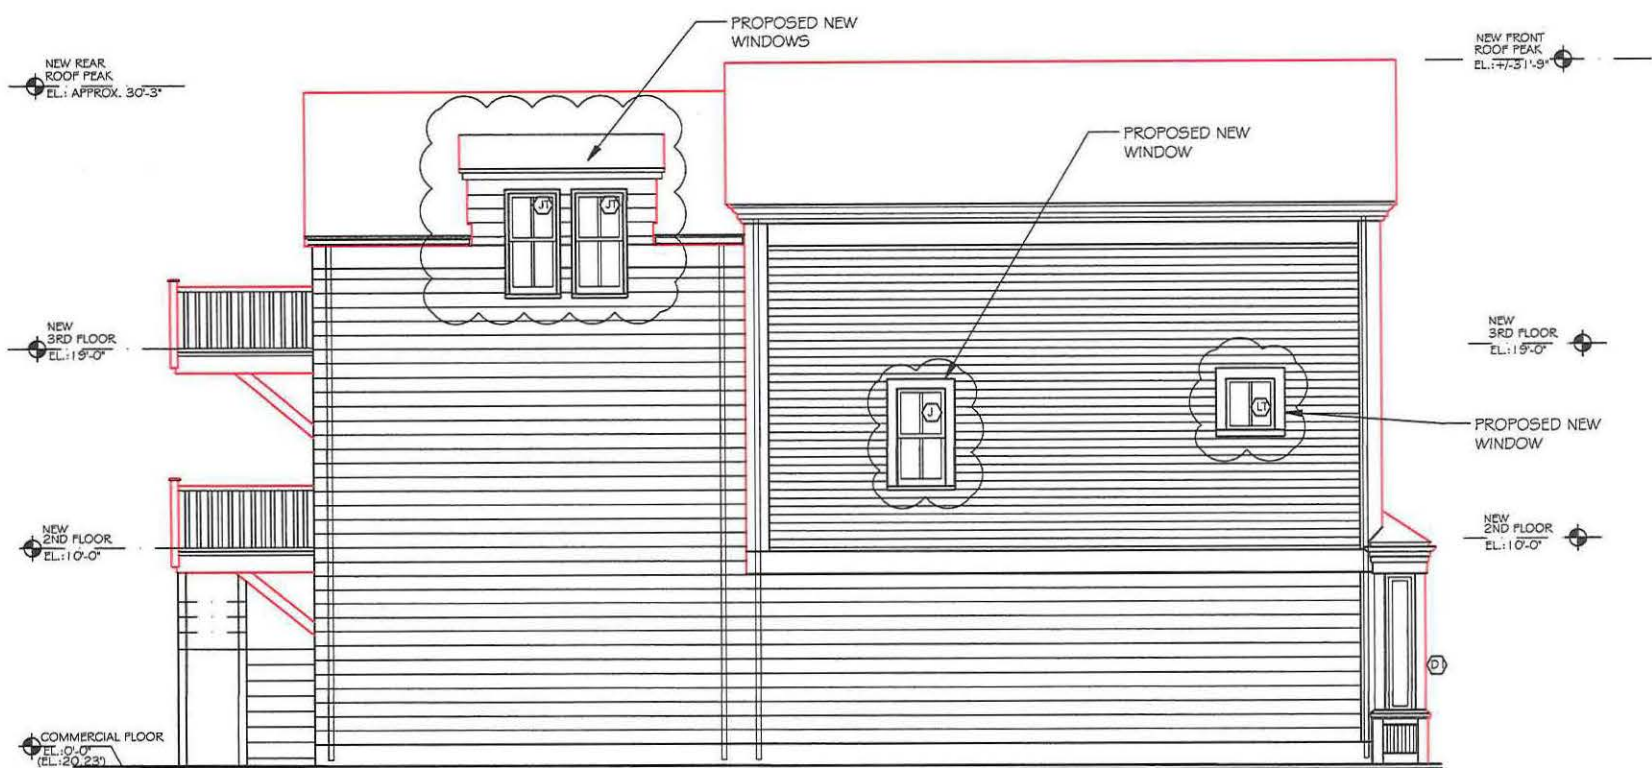 PROPOSED NEW
WINDOWS
NEW FRONT
ROOF PEAK
EL.:+/-31'-9"
NEW REAR
ROOF PEAK
EL.: APPROX. 30'-3"
PROPOSED NEW
WINDOW
JT
JT
NEW
3RD FLOOR
EL.:19'-0"
NEW
3RD FLOOR
EL.:19'-0"
J
LT
PROPOSED NEW
WINDOW
NEW
2ND FLOOR
EL.:10'-0"
NEW
2ND FLOOR
EL.:10'-0"
D
COMMERCIAL FLOOR
EL.:0'-0"
(EL.:20.23')